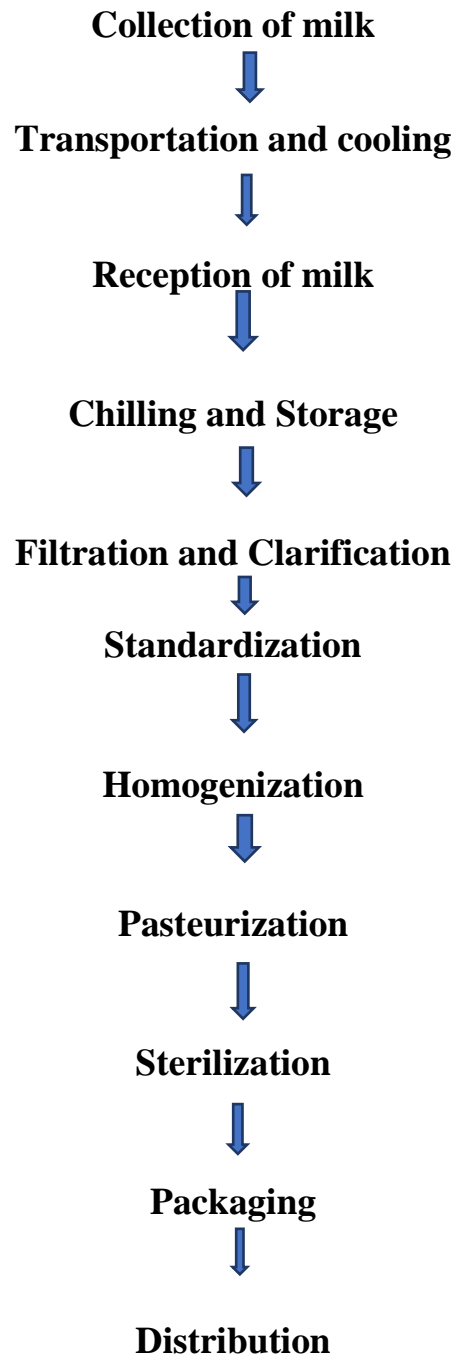 Collection of milk
Transportation and cooling
Reception of milk
Chilling and Storage
Filtration and Clarification
Standardization
Homogenization
Pasteurization
Sterilization
Packaging
Distribution